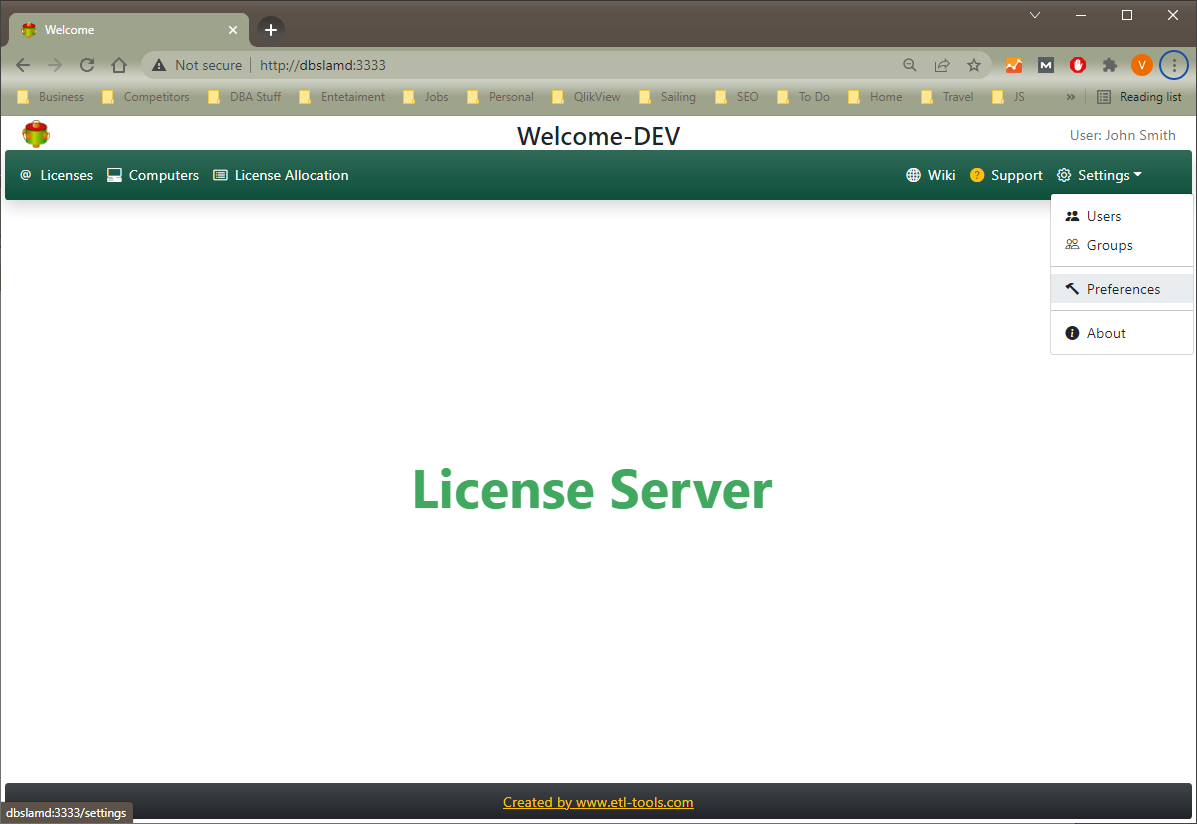 Welcome
Not secure http://dbslamd:3333
V
Business Competitors DBA Stuff Entetaiment Jobs Personal QlikView Sailing SEO To Do Home Travel JS » Reading list
Welcome-DEV
User: John Smith
Licenses Computers License Allocation Wiki Support Settings
Users
Groups
Preferences
About
License Server
Created by www.etl-tools.com
dbslamd:3333/settings